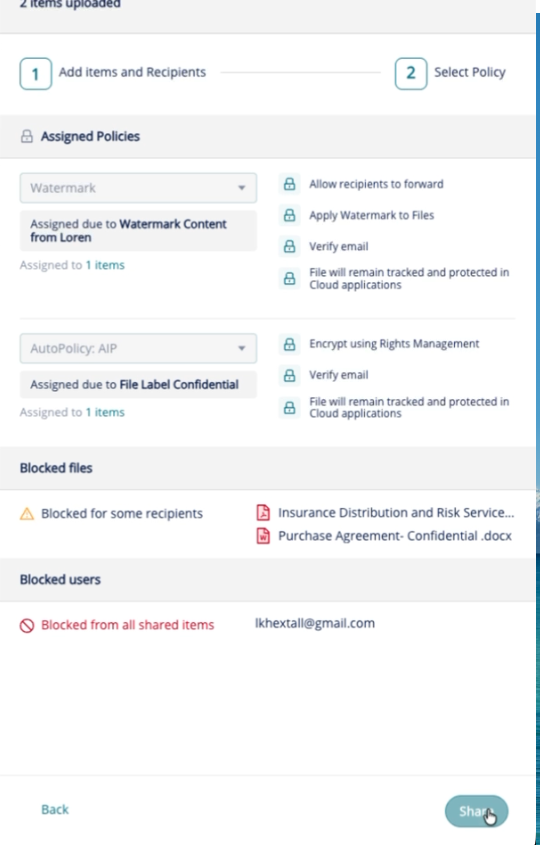 2 items uploaded
1 Add items and Recipients 2 Select Policy
Assigned Policies
Watermark
Assigned due to Watermark Content
from Loren
Assigned to 1 items
Allow recipients to forward
Apply Watermark to Files
Verify email
File will remain tracked and protected in
Cloud applications
AutoPolicy: AIP
Assigned due to File Label Confidential
Assigned to 1 items
Encrypt using Rights Management
Verify email
File will remain tracked and protected in
Cloud applications
Blocked files
Blocked for some recipients
Insurance Distribution and Risk Service...
Purchase Agreement- Confidential .docx
Blocked users
Blocked from all shared items
lkhextall@gmail.com
Back
Share